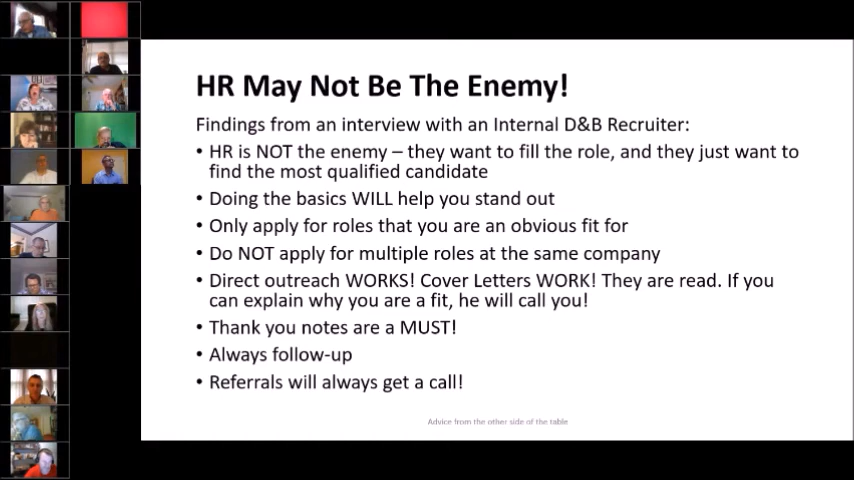 HR May Not Be The Enemy!
Findings from an interview with an Internal D&B Recruiter:
• HR is NOT the enemy – they want to fill the role, and they just want to
find the most qualified candidate
• Doing the basics WILL help you stand out
• Only apply for roles that you are an obvious fit for
• Do NOT apply for multiple roles at the same company
• Direct outreach WORKS! Cover Letters WORK! They are read. If you
can explain why you are a fit, he will call you!
• Thank you notes are a MUST!
• Always follow-up
• Referrals will always get a call!
Advice from the other side of the table